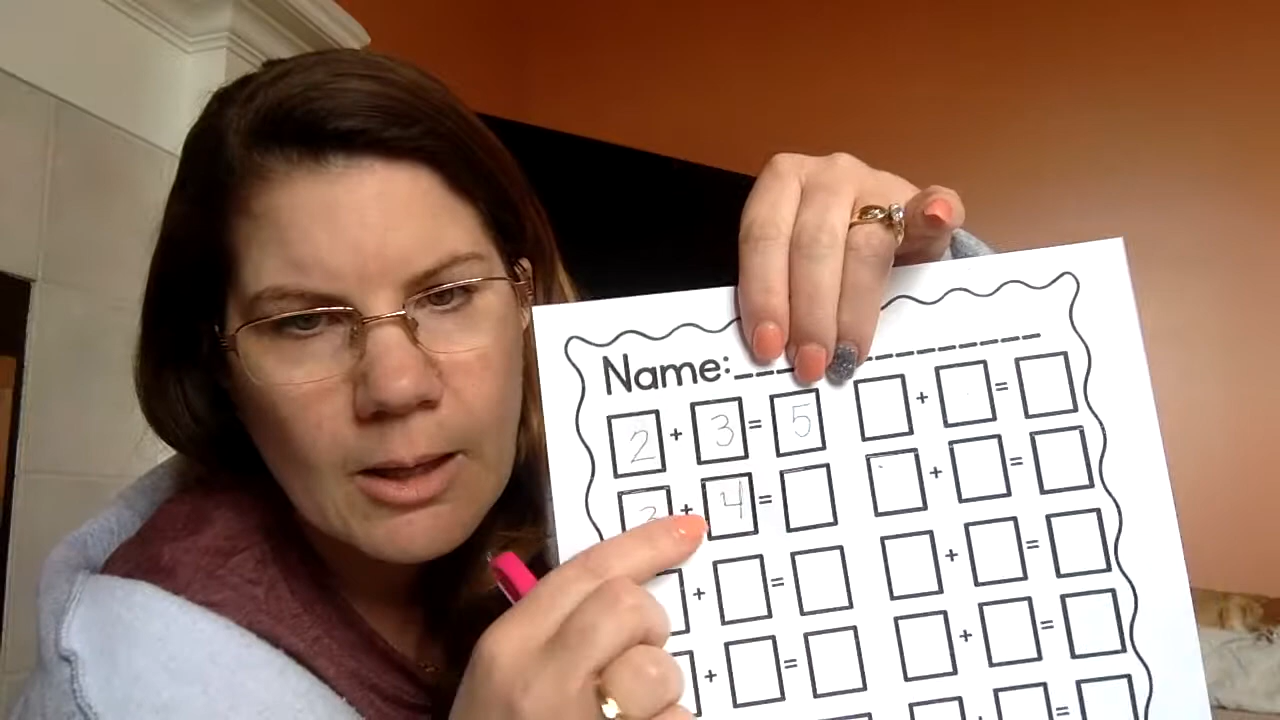 Name:
2 + 3 = 5 + =
3 + 4 = + =
+ = + =
+ = + =
+ =